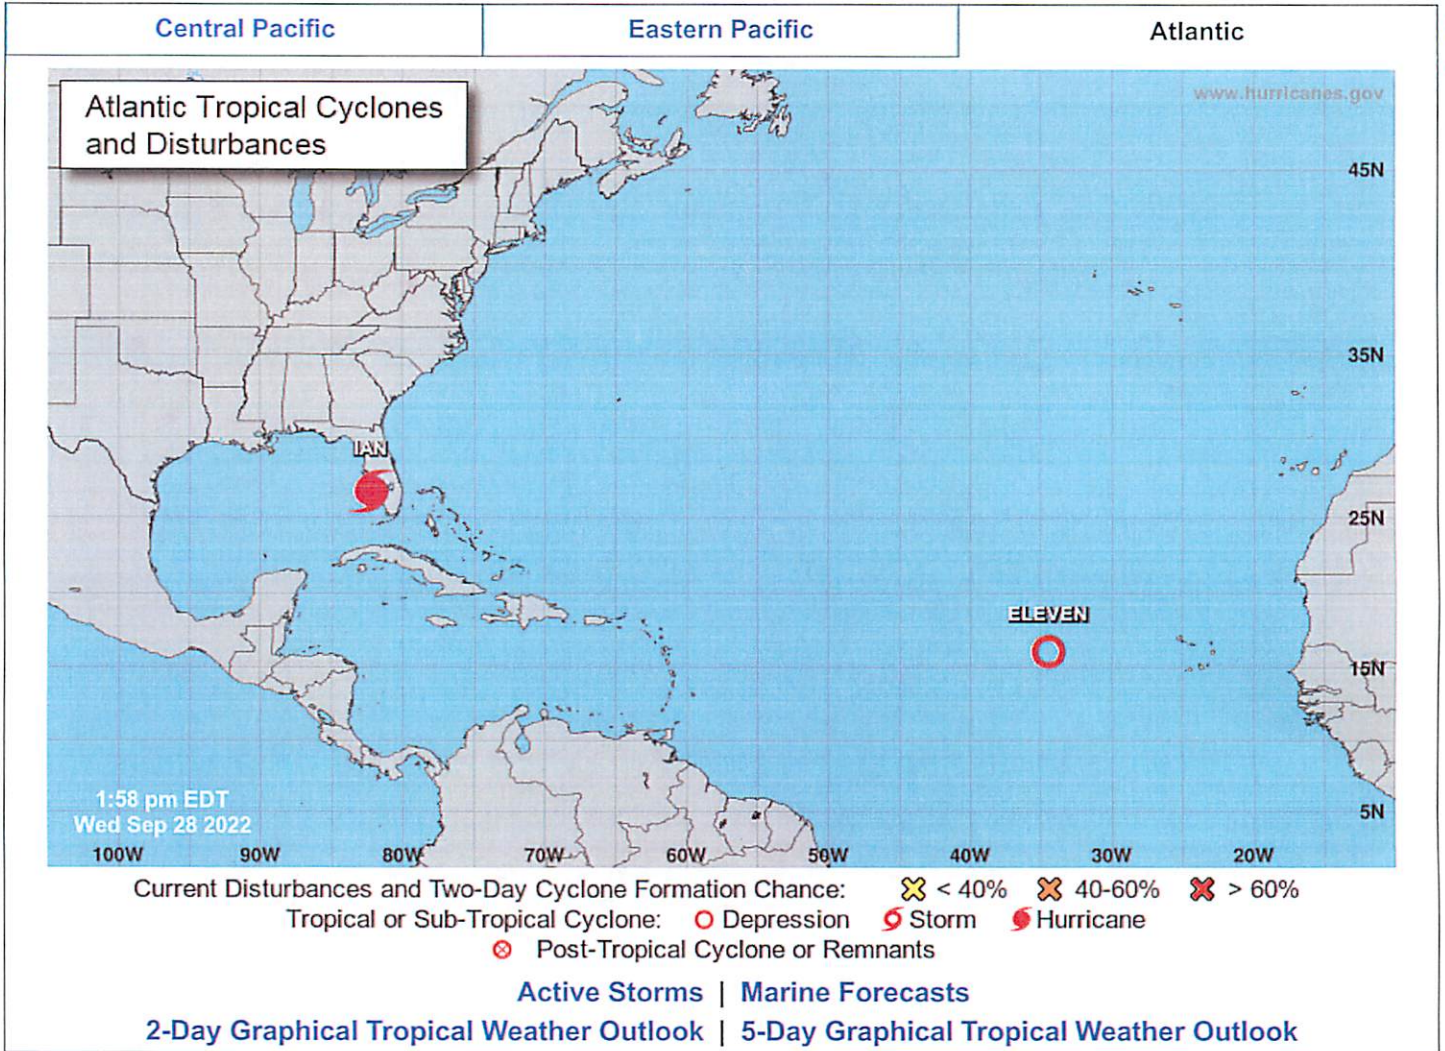 Central Pacific
Eastern Pacific
Atlantic
Atlantic Tropical Cyclones
and Disturbances
www.hurricanes.gov
45N
35N
IAN
25N
ELEVEN
15N
1:58 pm EDT
Wed Sep 28 2022
5N
100W 90W 80W 70W 60W 50W 40W 30W 20W
Current Disturbances and Two-Day Cyclone Formation Chance: < 40% 40-60% > 60%
Tropical or Sub-Tropical Cyclone: Depression Storm Hurricane
Post-Tropical Cyclone or Remnants
Active Storms | Marine Forecasts
2-Day Graphical Tropical Weather Outlook | 5-Day Graphical Tropical Weather Outlook